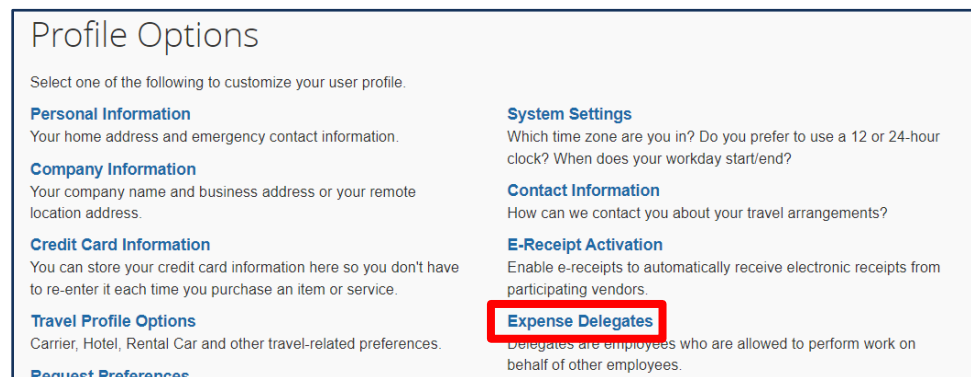 Profile Options
Select one of the following to customize your user profile.
Personal Information
Your home address and emergency contact information.
Company Information
Your company name and business address or your remote
location address.
Credit Card Information
You can store your credit card information here so you don't have
to re-enter it each time you purchase an item or service.
Travel Profile Options
Carrier, Hotel, Rental Car and other travel-related preferences.
Request Preferences
System Settings
Which time zone are you in? Do you prefer to use a 12 or 24-hour
clock? When does your workday start/end?
Contact Information
How can we contact you about your travel arrangements?
E-Receipt Activation
Enable e-receipts to automatically receive electronic receipts from
participating vendors.
Expense Delegates
Delegates are employees who are allowed to perform work on
behalf of other employees.